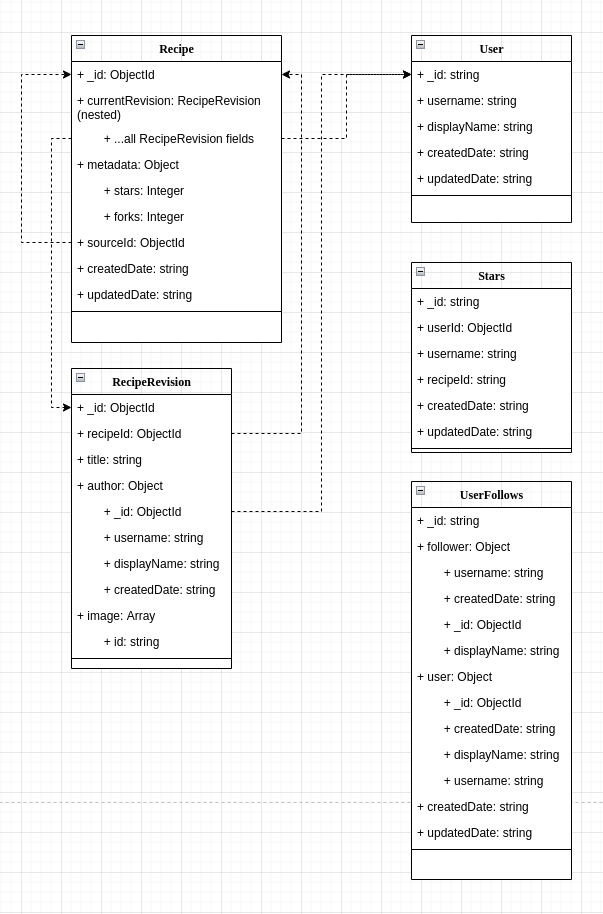 Recipe
+ _id: ObjectId
+ currentRevision: RecipeRevision
(nested)
+ ...all RecipeRevision fields
+ metadata: Object
+ stars: Integer
+ forks: Integer
+ sourceId: ObjectId
+ createdDate: string
+ updatedDate: string
RecipeRevision
+ _id: ObjectId
+ recipeId: ObjectId
+ title: string
+ author: Object
+ _id: ObjectId
+ username: string
+ displayName: string
+ createdDate: string
+ image: Array
+ id: string
User
+ _id: string
+ username: string
+ displayName: string
+ createdDate: string
+ updatedDate: string
Stars
+ _id: string
+ userId: ObjectId
+ username: string
+ recipeId: string
+ createdDate: string
+ updatedDate: string
UserFollows
+ _id: string
+ follower: Object
+ username: string
+ createdDate: string
+ _id: ObjectId
+ displayName: string
+ user: Object
+ _id: ObjectId
+ createdDate: string
+ displayName: string
+ username: string
+ createdDate: string
+ updatedDate: string